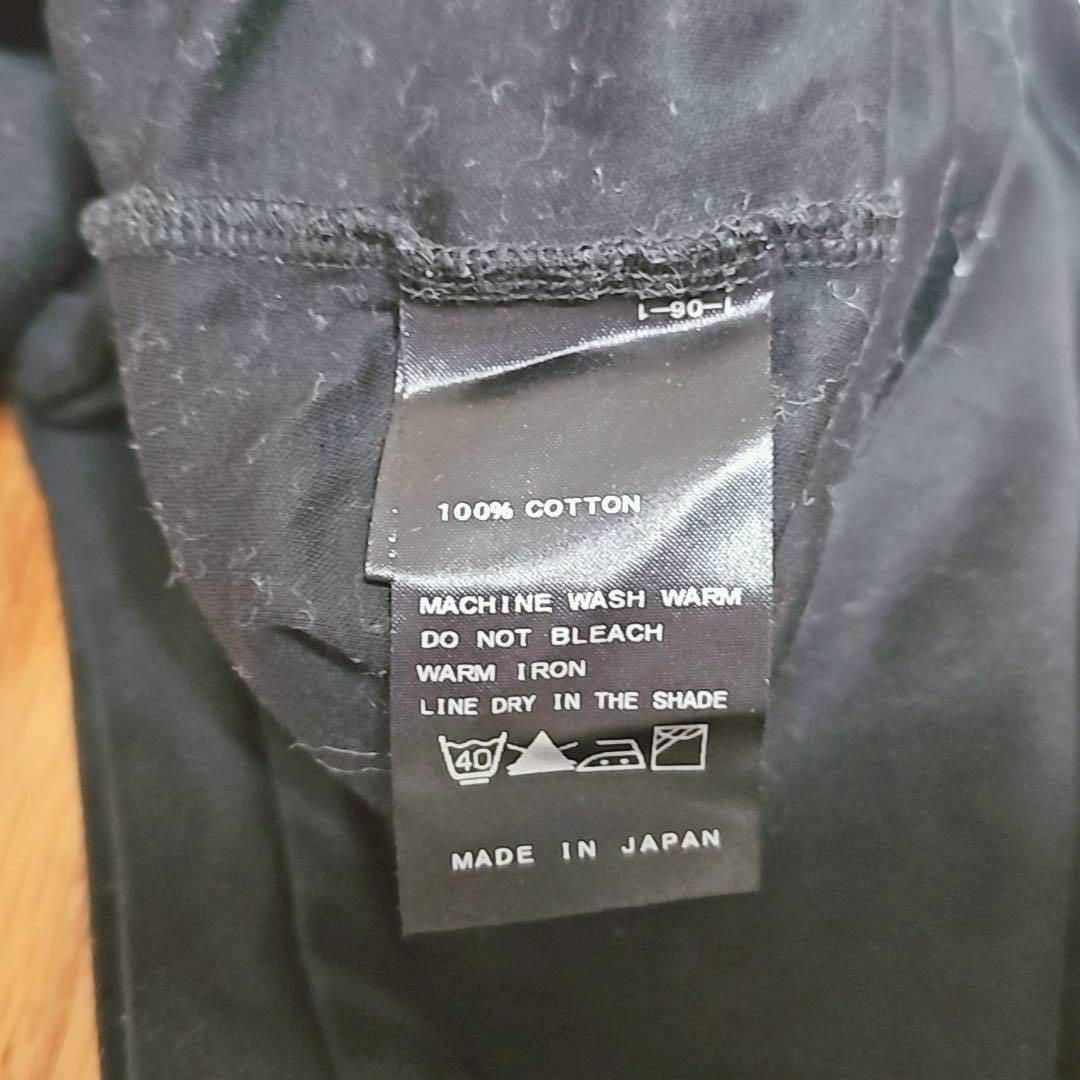 100% COTTON
MACHINE WASH WARM
DO NOT BLEACH
WARM IRON
LINE DRY IN THE SHADE
40
MADE IN JAPAN